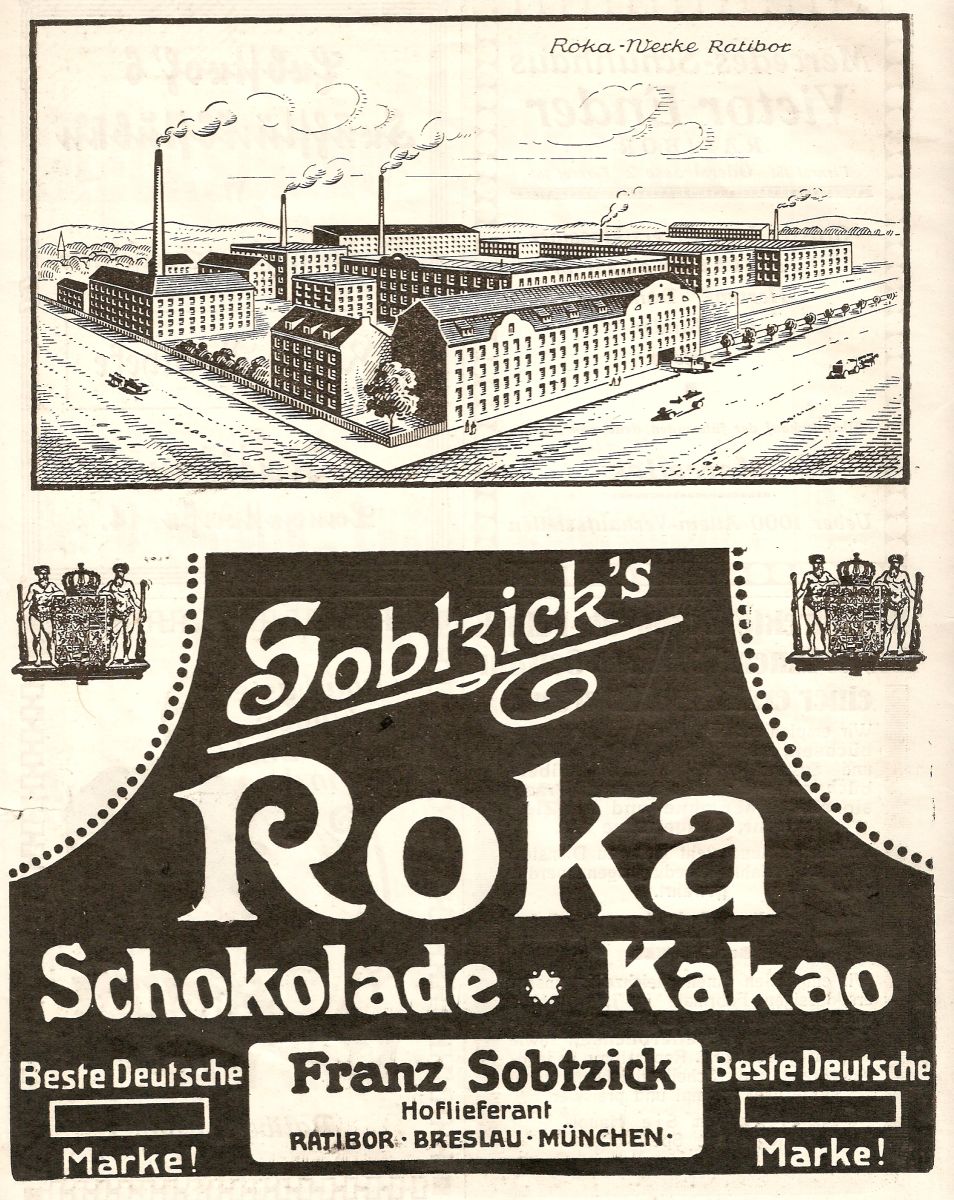 Roka-Werke Ratibor
Sobtzick's
Roka
Schokolade Kakao
Beste Deutsche
Marke!
Franz Sobtzick
Hoflieferant
RATIBOR · BRESLAU · MÜNCHEN ·
Beste Deutsche
Marke!